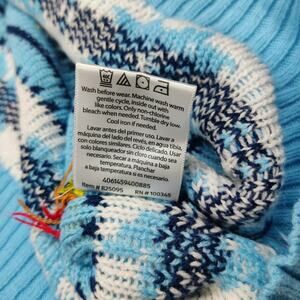 Wash before wear. Machine wash warm
gentle cycle, inside out with
like colors. Only non-chlorine
bleach when needed. Tumble dry low.
Cool iron if needed.
Lavar antes del primer uso. Lavar a
máquina del lado del revés, en agua tibia,
con colores similares. Ciclo delicado. Usar
solo blanqueador sin cloro cuando sea
necesario. Secar a máquina a
baja temperatura. Planchar
a baja temperatura si es necesario.
4061459400885
Item # 825095 RN # 100346